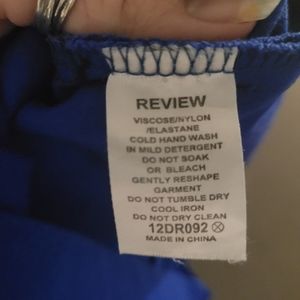 REVIEW
VISCOSE/NYLON
/ELASTANE
COLD HAND WASH
IN MILD DETERGENT
DO NOT SOAK
OR BLEACH
GENTLY RESHAPE
GARMENT
DO NOT TUMBLE DRY
COOL IRON
DO NOT DRY CLEAN
12DR092
MADE IN CHINA